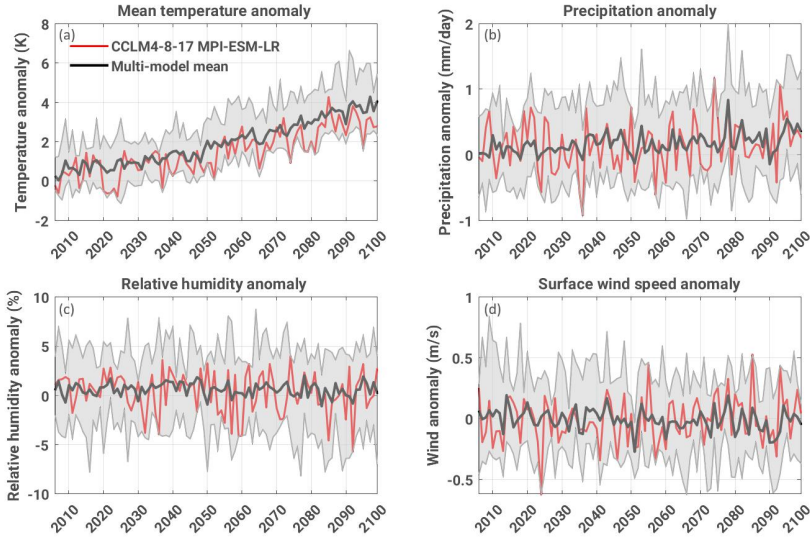 Mean temperature anomaly
(a)
CCLM4-8-17 MPI-ESM-LR
Multi-model mean
Temperature anomaly (K)
8
6
4
2
0
-2
2010 2020 2030 2040 2050 2060 2070 2080 2090 2100
Precipitation anomaly
(b)
Precipitation anomaly (mm/day)
2
1
0
-1
2010 2020 2030 2040 2050 2060 2070 2080 2090 2100
Relative humidity anomaly
(c)
Relative humidity anomaly (%)
10
5
0
-5
-10
2010 2020 2030 2040 2050 2060 2070 2080 2090 2100
Surface wind speed anomaly
(d)
Wind anomaly (m/s)
1
0.5
0
-0.5
2010 2020 2030 2040 2050 2060 2070 2080 2090 2100